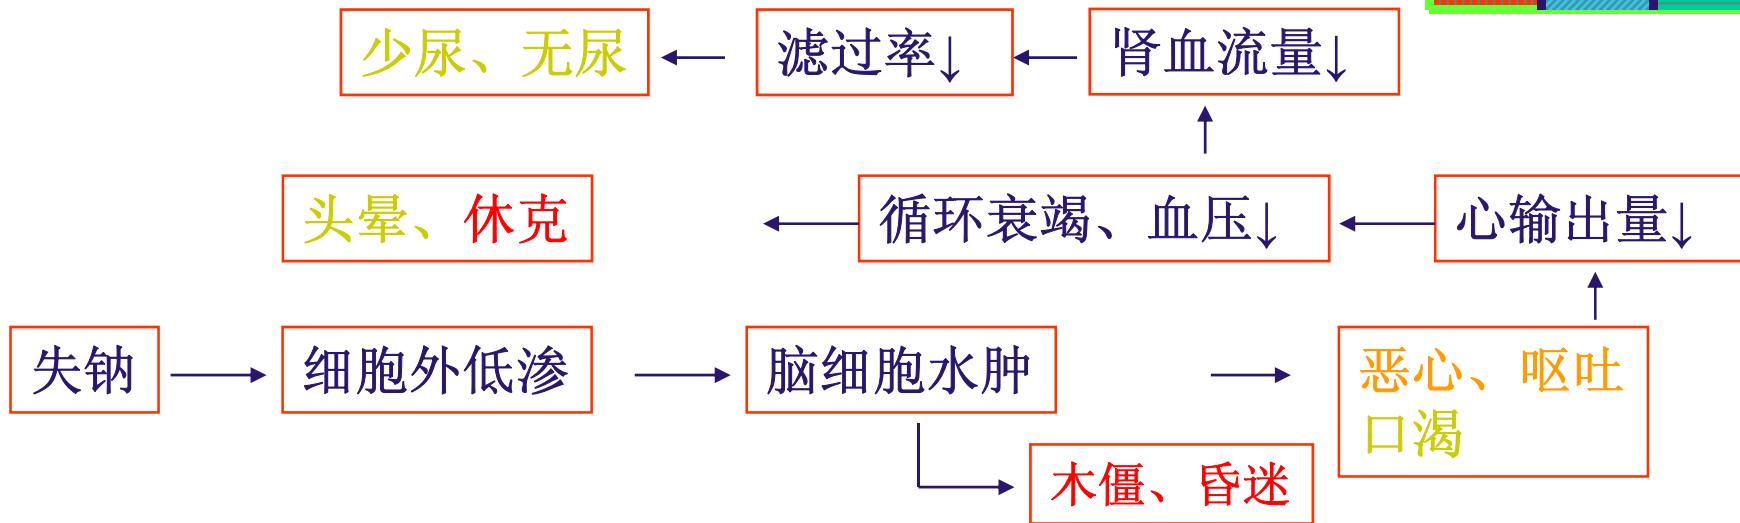 少尿、无尿
滤过率↓
肾血流量↓
头晕、休克
循环衰竭、血压↓
心输出量↓
失钠
细胞外低渗
脑细胞水肿
恶心、呕吐
口渴
木僵、昏迷